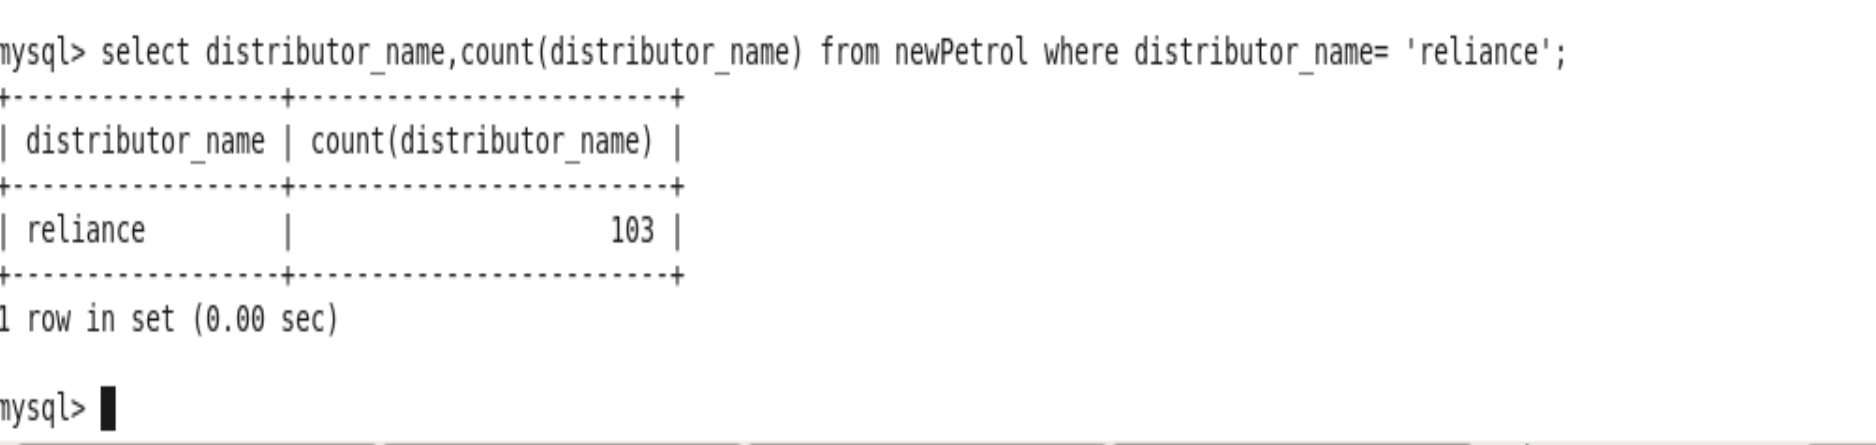 mysql> select distributor_name,count(distributor_name) from newPetrol where distributor_name= 'reliance';
+------------------+-------------------------+
| distributor_name | count(distributor_name) |
+------------------+-------------------------+
| reliance         |                     103 |
+------------------+-------------------------+
1 row in set (0.00 sec)
mysql>